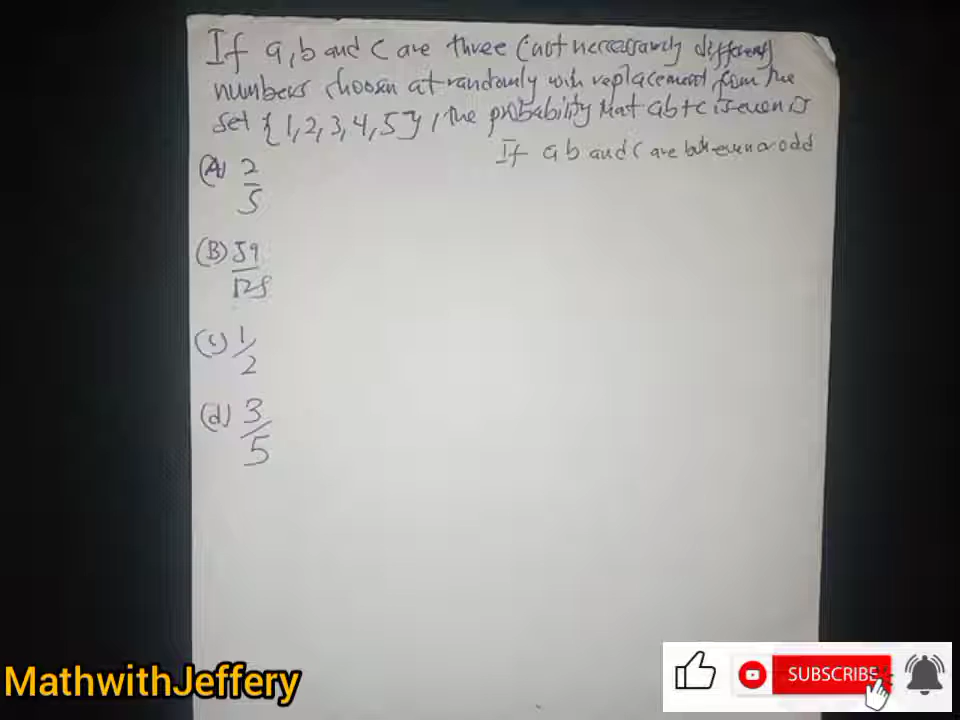 If a, b and c are three (not necessarily different)
numbers choosen at randomly with replacement from the
set {1, 2, 3, 4, 5}, the probability that ab+c is even is
If ab and c are both even or odd
(A) 2/5
(B) 59/125
(c) 1/2
(d) 3/5
MathwithJeffery
SUBSCRIBE